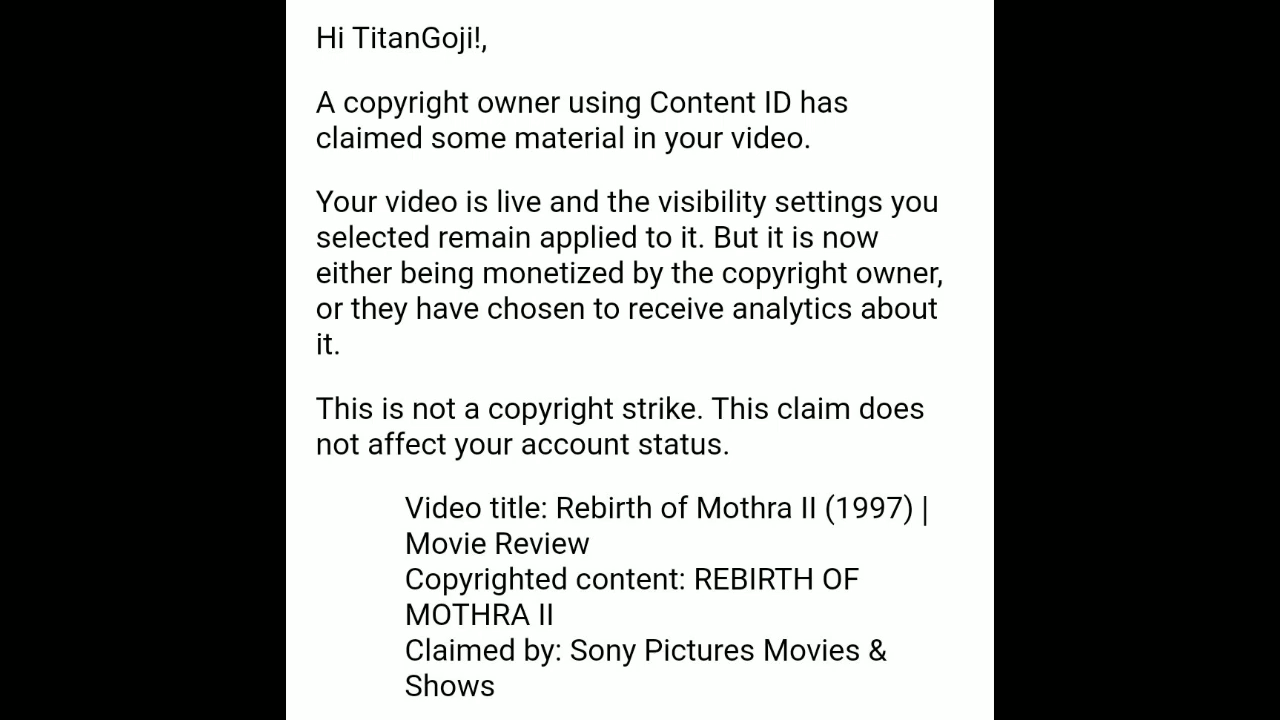 Hi TitanGoji!,
A copyright owner using Content ID has
claimed some material in your video.
Your video is live and the visibility settings you
selected remain applied to it. But it is now
either being monetized by the copyright owner,
or they have chosen to receive analytics about
it.
This is not a copyright strike. This claim does
not affect your account status.
Video title: Rebirth of Mothra II (1997) |
Movie Review
Copyrighted content: REBIRTH OF
MOTHRA II
Claimed by: Sony Pictures Movies &
Shows